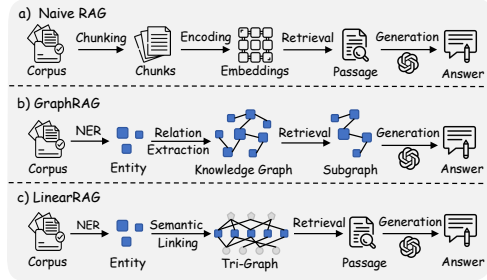 a) Naive RAG
Chunking Encoding Retrieval Generation
Corpus Chunks Embeddings Passage Answer
b) GraphRAG
NER Relation Extraction Retrieval Generation
Corpus Entity Knowledge Graph Subgraph Answer
c) LinearRAG
NER Semantic Linking Retrieval Generation
Corpus Entity Tri-Graph Passage Answer